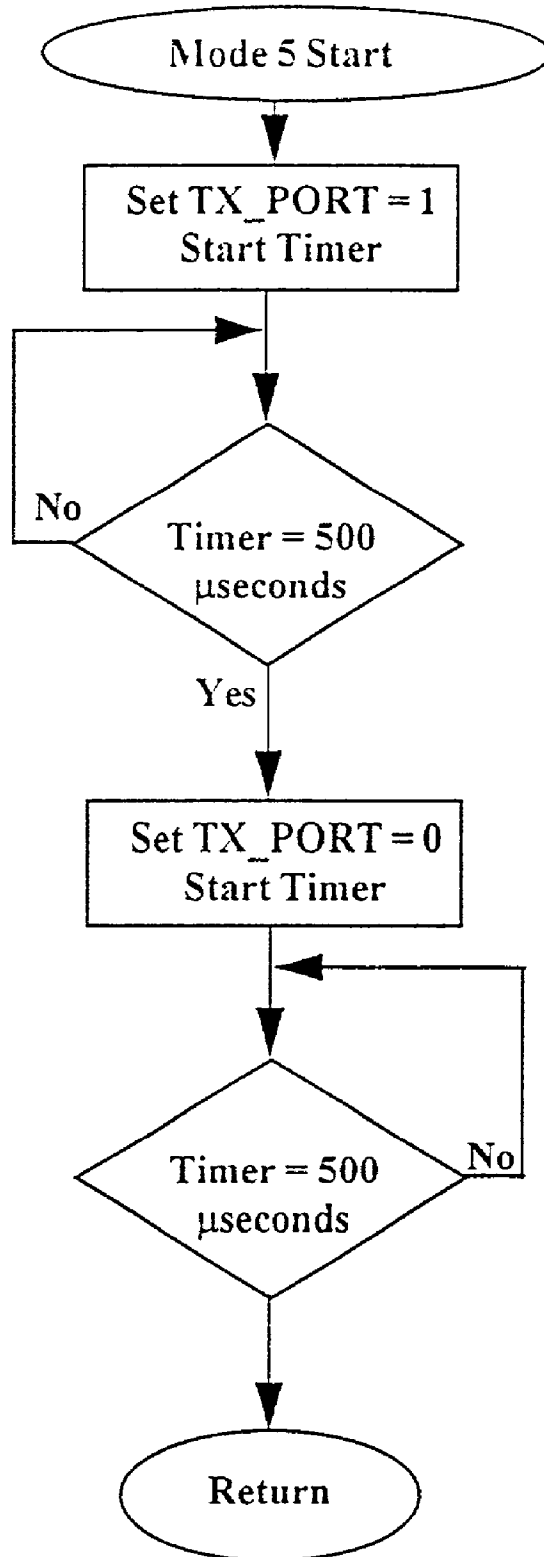 Mode 5 Start
Set TX_PORT = 1
Start Timer
No
Timer = 500
µseconds
Yes
Set TX_PORT = 0
Start Timer
Timer = 500
µseconds
No
Return